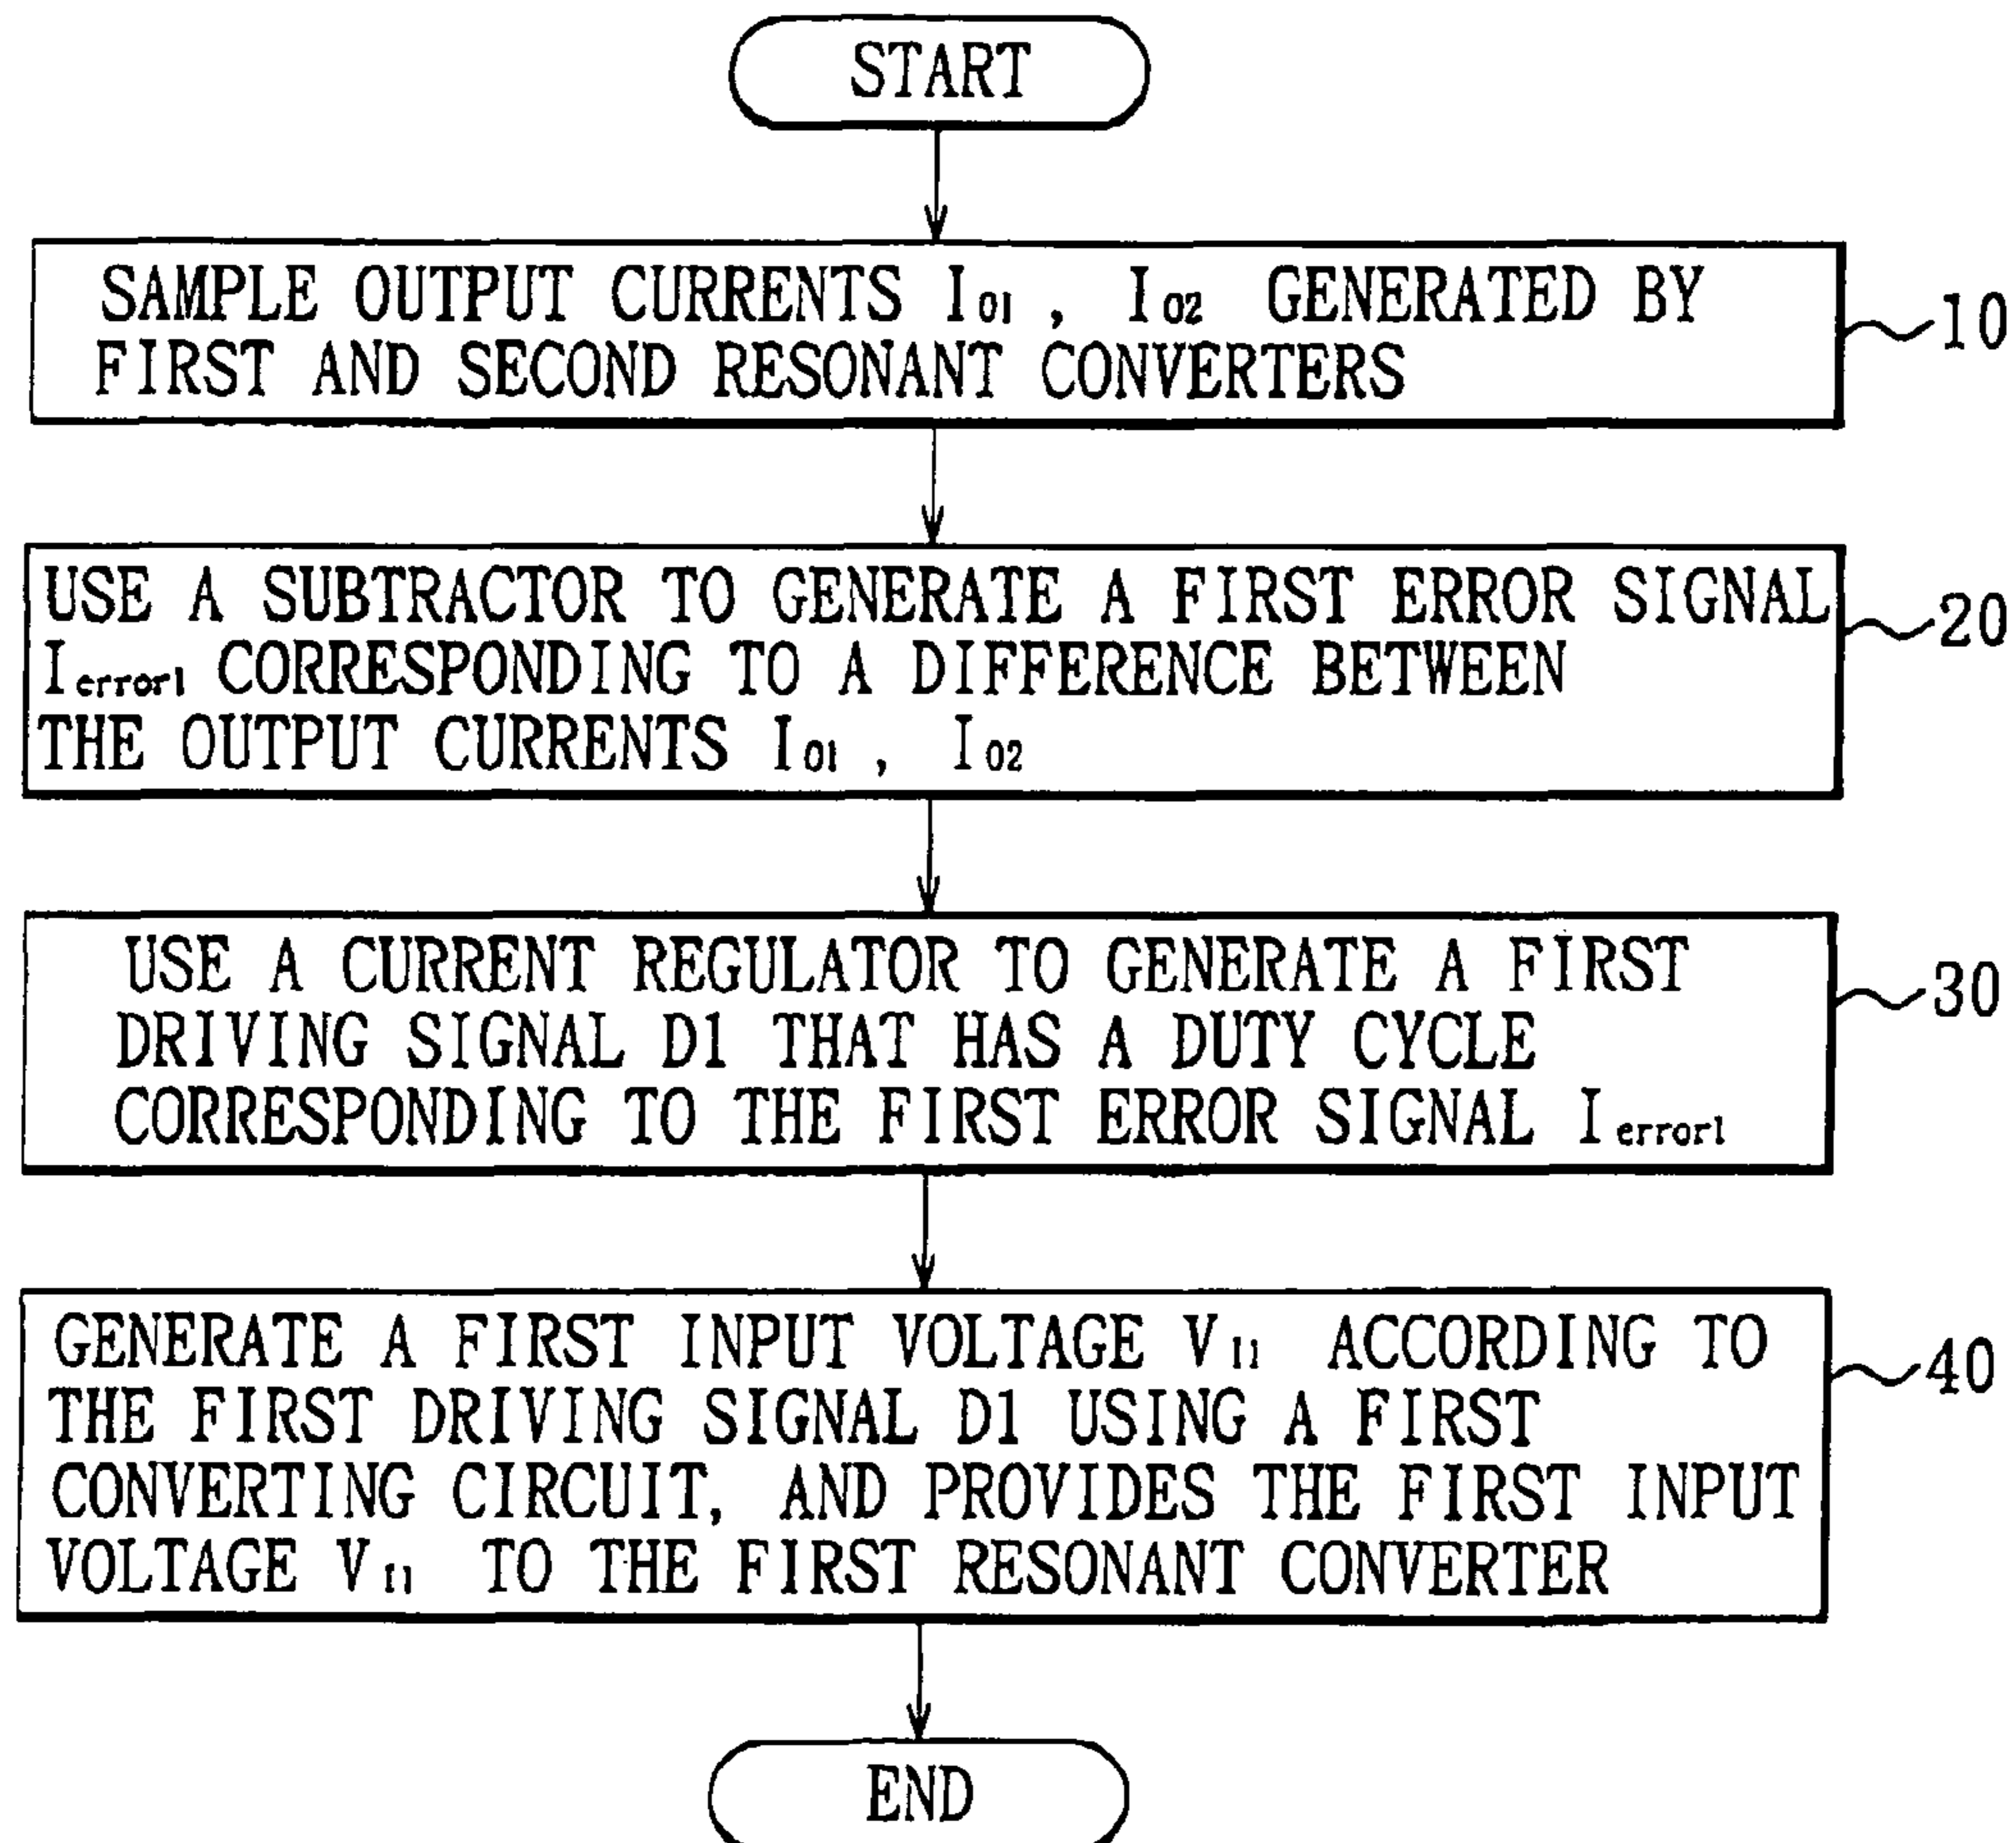 START
SAMPLE OUTPUT CURRENTS I01 , I02 GENERATED BY
FIRST AND SECOND RESONANT CONVERTERS
10
USE A SUBTRACTOR TO GENERATE A FIRST ERROR SIGNAL
Ierror1 CORRESPONDING TO A DIFFERENCE BETWEEN
THE OUTPUT CURRENTS I01 , I02
20
USE A CURRENT REGULATOR TO GENERATE A FIRST
DRIVING SIGNAL D1 THAT HAS A DUTY CYCLE
CORRESPONDING TO THE FIRST ERROR SIGNAL Ierror1
30
GENERATE A FIRST INPUT VOLTAGE VI1 ACCORDING TO
THE FIRST DRIVING SIGNAL D1 USING A FIRST
CONVERTING CIRCUIT, AND PROVIDES THE FIRST INPUT
VOLTAGE VI1 TO THE FIRST RESONANT CONVERTER
40
END